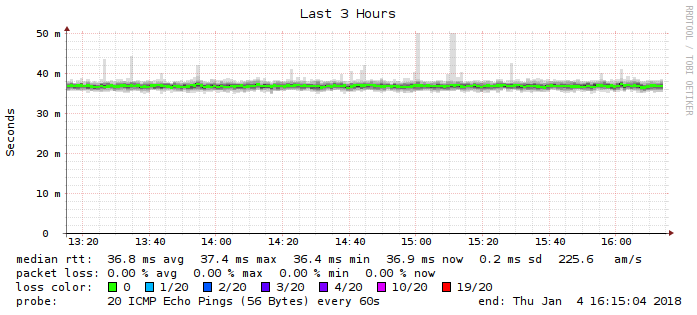 Last 3 Hours
RRDTOOL / TOBI OETIKER
Seconds
50 m
40 m
30 m
20 m
10 m
0
13:20 13:40 14:00 14:20 14:40 15:00 15:20 15:40 16:00
median rtt: 36.8 ms avg 37.4 ms max 36.4 ms min 36.9 ms now 0.2 ms sd 225.6 am/s
packet loss: 0.00 % avg 0.00 % max 0.00 % min 0.00 % now
loss color: 0 1/20 2/20 3/20 4/20 10/20 19/20
probe: 20 ICMP Echo Pings (56 Bytes) every 60s end: Thu Jan 4 16:15:04 2018